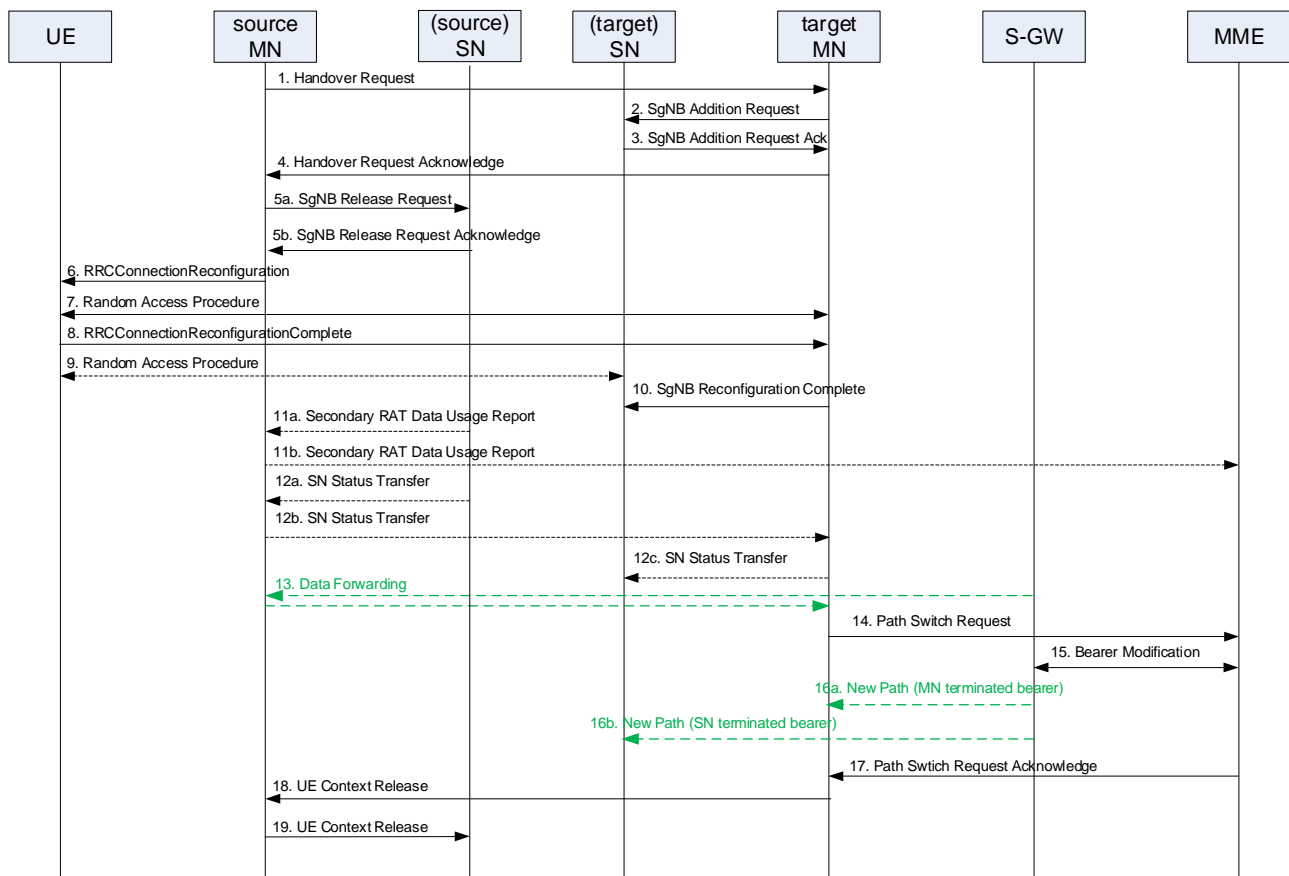 UE
source
MN
(source)
SN
(target)
SN
target
MN
S-GW
MME
1. Handover Request
2. SgNB Addition Request
3. SgNB Addition Request Ack
4. Handover Request Acknowledge
5a. SgNB Release Request
5b. SgNB Release Request Acknowledge
6. RRCConnectionReconfiguration
7. Random Access Procedure
8. RRCConnectionReconfigurationComplete
9. Random Access Procedure
10. SgNB Reconfiguration Complete
11a. Secondary RAT Data Usage Report
11b. Secondary RAT Data Usage Report
12a. SN Status Transfer
12b. SN Status Transfer
12c. SN Status Transfer
13. Data Forwarding
14. Path Switch Request
15. Bearer Modification
16a. New Path (MN terminated bearer)
16b. New Path (SN terminated bearer)
17. Path Swtich Request Acknowledge
18. UE Context Release
19. UE Context Release